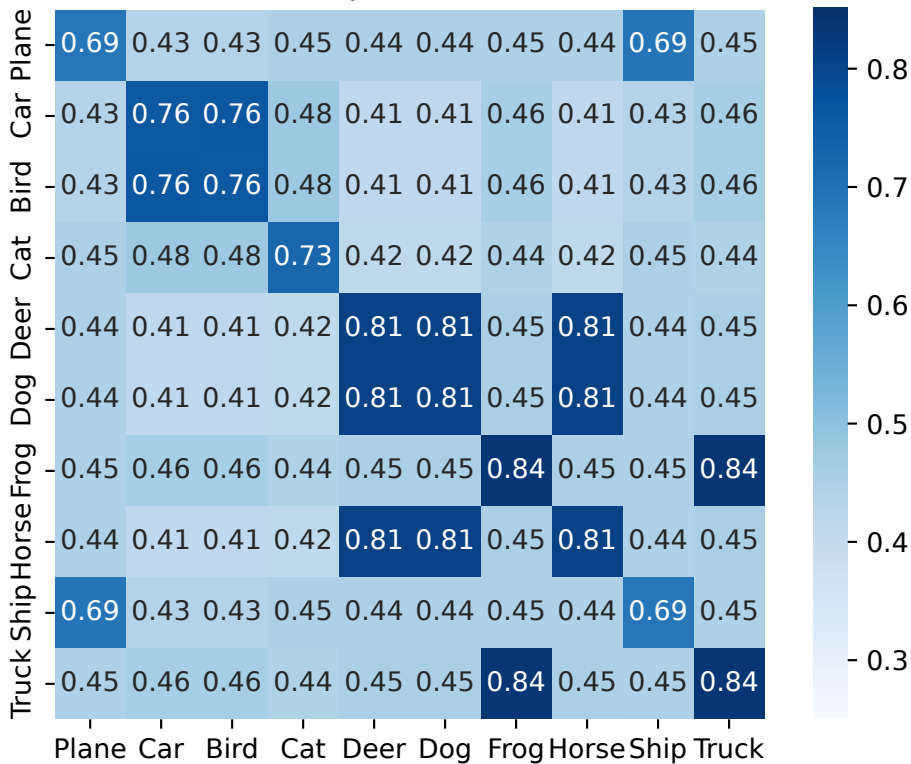 Plane 0.69 0.43 0.43 0.45 0.44 0.44 0.45 0.44 0.69 0.45
Car 0.43 0.76 0.76 0.48 0.41 0.41 0.46 0.41 0.43 0.46
Bird 0.43 0.76 0.76 0.48 0.41 0.41 0.46 0.41 0.43 0.46
Cat 0.45 0.48 0.48 0.73 0.42 0.42 0.44 0.42 0.45 0.44
Deer 0.44 0.41 0.41 0.42 0.81 0.81 0.45 0.81 0.44 0.45
Dog 0.44 0.41 0.41 0.42 0.81 0.81 0.45 0.81 0.44 0.45
Frog 0.45 0.46 0.46 0.44 0.45 0.45 0.84 0.45 0.45 0.84
Horse 0.44 0.41 0.41 0.42 0.81 0.81 0.45 0.81 0.44 0.45
Ship 0.69 0.43 0.43 0.45 0.44 0.44 0.45 0.44 0.69 0.45
Truck 0.45 0.46 0.46 0.44 0.45 0.45 0.84 0.45 0.45 0.84
Plane Car Bird Cat Deer Dog Frog Horse Ship Truck
0.8
0.7
0.6
0.5
0.4
0.3